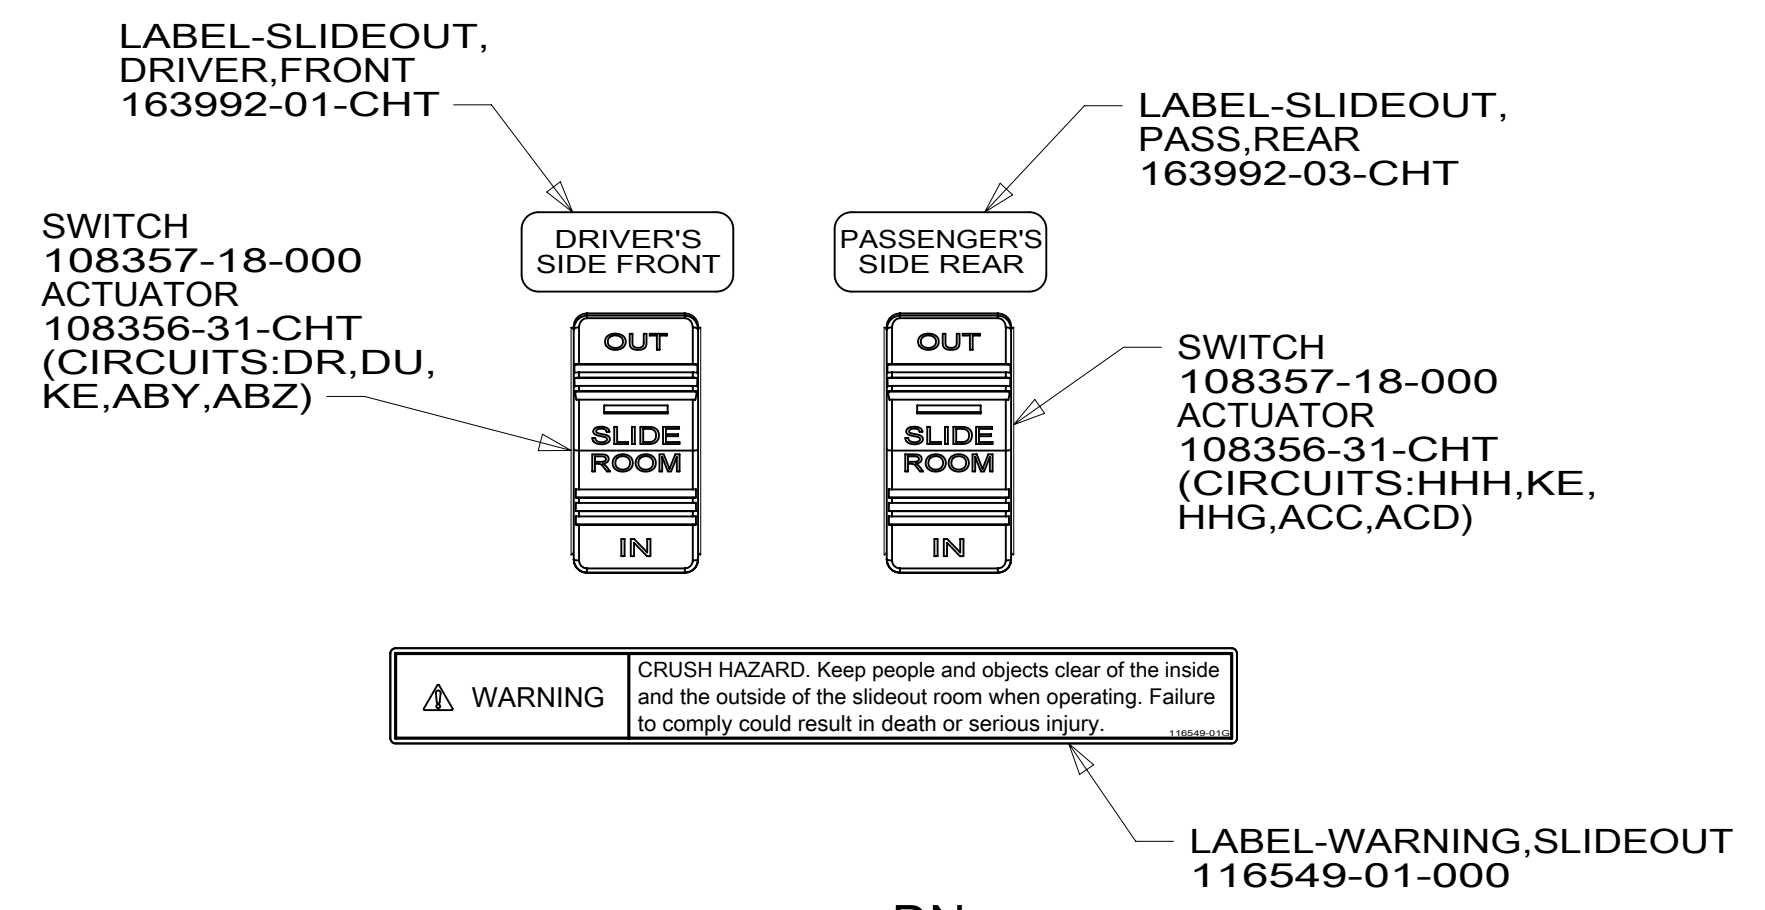 LABEL-SLIDEOUT,
DRIVER,FRONT
163992-01-CHT
LABEL-SLIDEOUT,
PASS,REAR
163992-03-CHT
SWITCH
108357-18-000
ACTUATOR
108356-31-CHT
(CIRCUITS:DR,DU,
KE,ABY,ABZ)
DRIVER'S
SIDE FRONT
PASSENGER'S
SIDE REAR
OUT
SLIDE
ROOM
IN
OUT
SLIDE
ROOM
IN
SWITCH
108357-18-000
ACTUATOR
108356-31-CHT
(CIRCUITS:HHH,KE,
HHG,ACC,ACD)
WARNING
CRUSH HAZARD. Keep people and objects clear of the inside
and the outside of the slideout room when operating. Failure
to comply could result in death or serious injury.
116549-01G
LABEL-WARNING,SLIDEOUT
116549-01-000